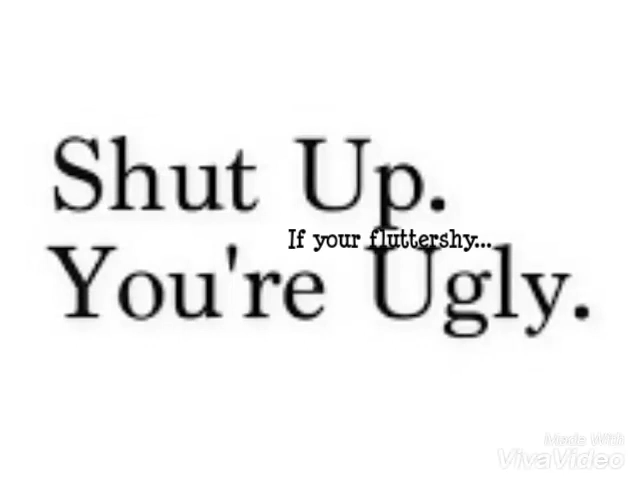 Shut Up.
If your fluttershy...
You're Ugly.
Made With
VivaVideo